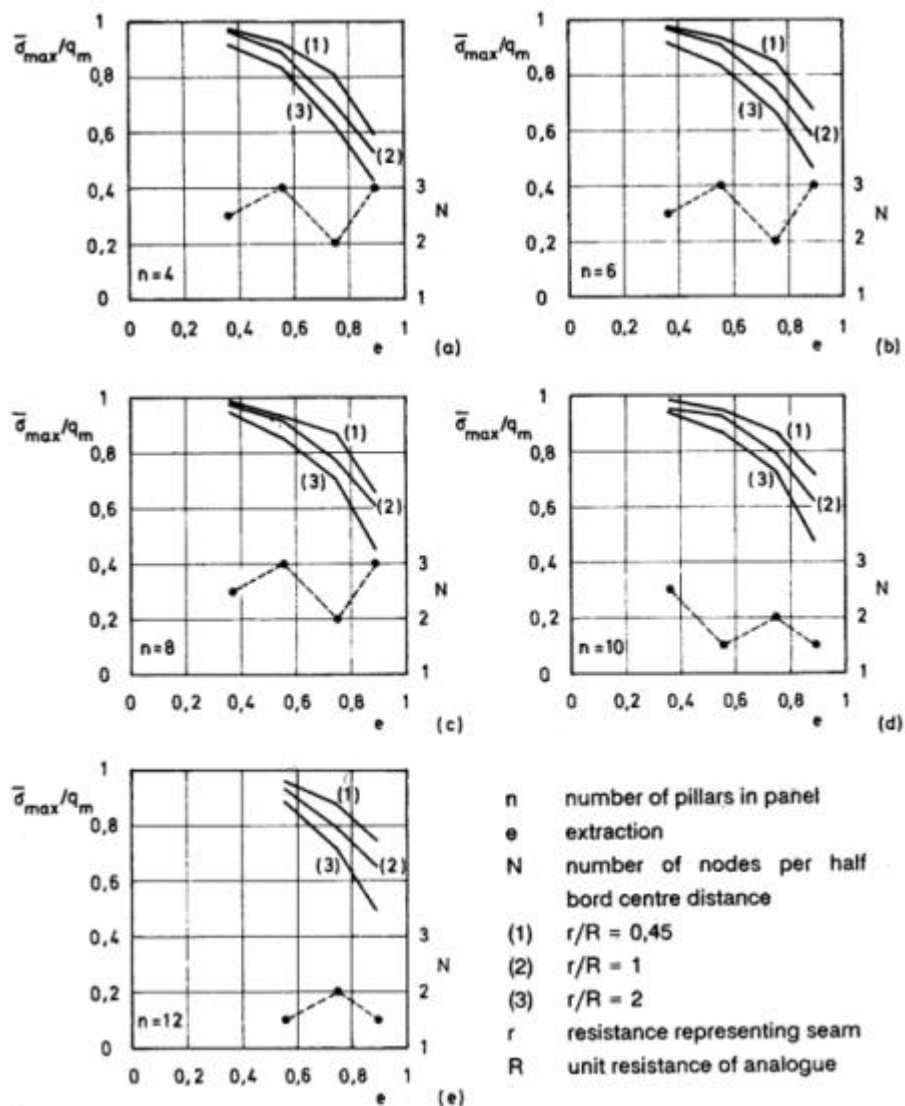 σ̄max/qm
1
0,8
0,6
0,4
0,2
0
(1)
(2)
(3)
3
N
2
1
n=4
0 0,2 0,4 0,6 0,8 1
e (a)
1
0,8
0,6
0,4
0,2
0
σ̄max/qm
(1)
(2)
(3)
3
N
2
1
n=6
0 0,2 0,4 0,6 0,8 1
e (b)
σ̄max/qm
1
0,8
0,6
0,4
0,2
0
(1)
(2)
(3)
3
N
2
1
n=8
0 0,2 0,4 0,6 0,8 1
e (c)
σ̄max/qm
1
0,8
0,6
0,4
0,2
0
(1)
(2)
(3)
3
N
2
1
n=10
0 0,2 0,4 0,6 0,8 1
e (d)
σ̄max/qm
1
0,8
0,6
0,4
0,2
0
(1)
(2)
(3)
3
N
2
1
n=12
0 0,2 0,4 0,6 0,8 1
e (e)
n number of pillars in panel
e extraction
N number of nodes per half
bord centre distance
(1) r/R = 0,45
(2) r/R = 1
(3) r/R = 2
r resistance representing seam
R unit resistance of analogue